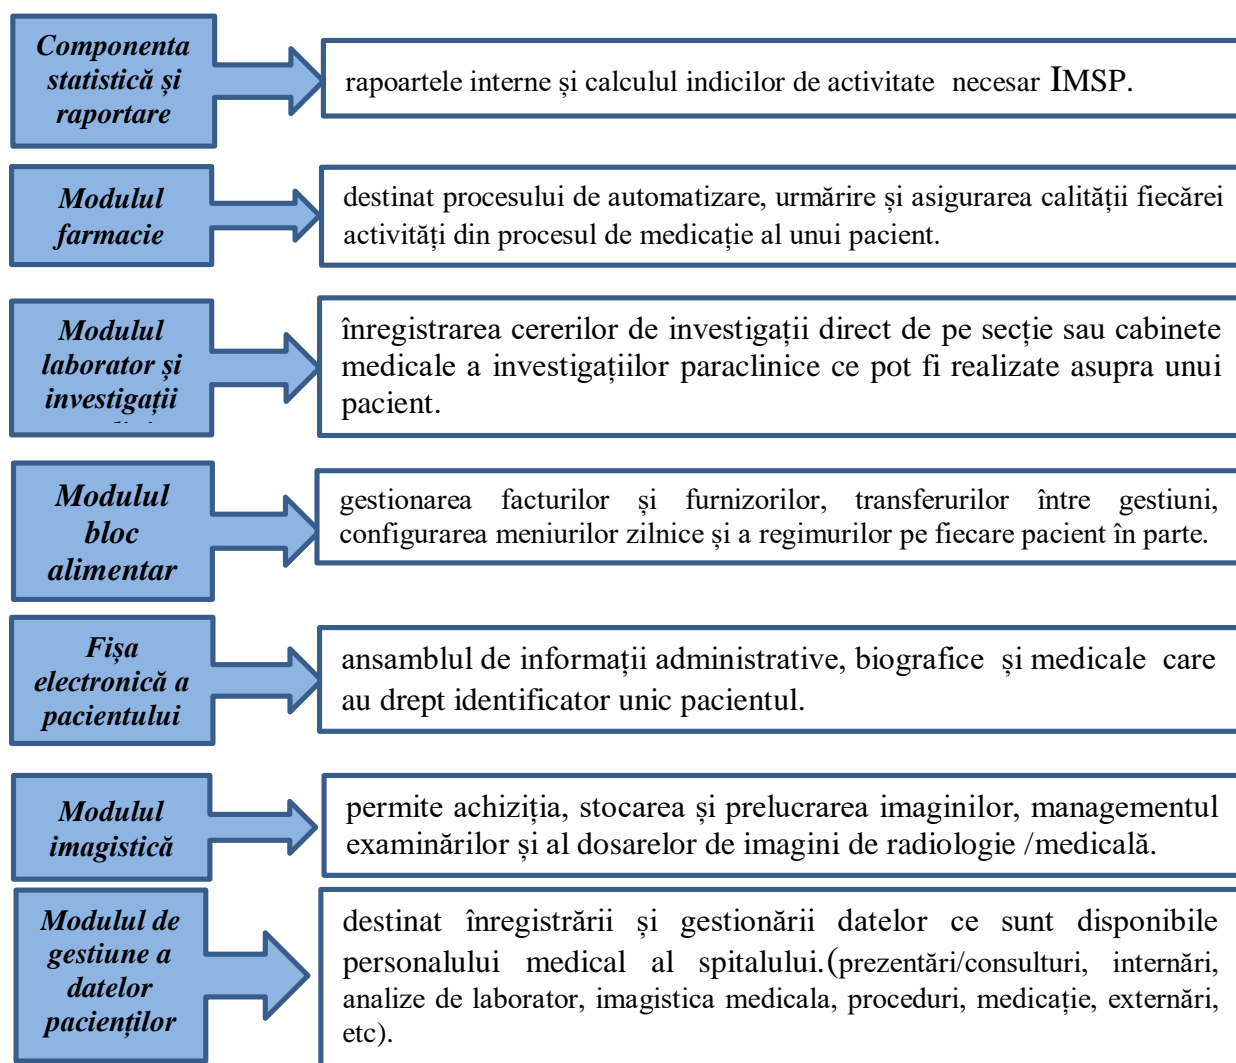 Componenta
statistică și
raportare
rapoartele interne și calculul indicilor de activitate necesar IMSP.
Modulul
farmacie
destinat procesului de automatizare, urmărire și asigurarea calității fiecărei
activități din procesul de medicație al unui pacient.
Modulul
laborator și
investigații
înregistrarea cererilor de investigații direct de pe secție sau cabinete
medicale a investigațiilor paraclinice ce pot fi realizate asupra unui
pacient.
Modulul
bloc
alimentar
gestionarea facturilor și furnizorilor, transferurilor între gestiuni,
configurarea meniurilor zilnice și a regimurilor pe fiecare pacient în parte.
Fișa
electronică a
pacientului
ansamblul de informații administrative, biografice și medicale care
au drept identificator unic pacientul.
Modulul
imagistică
permite achiziția, stocarea și prelucrarea imaginilor, managementul
examinărilor și al dosarelor de imagini de radiologie /medicală.
Modulul de
gestiune a
datelor
pacienților
destinat înregistrării și gestionării datelor ce sunt disponibile
personalului medical al spitalului.(prezentări/consulturi, internări,
analize de laborator, imagistica medicala, proceduri, medicație, externări,
etc).